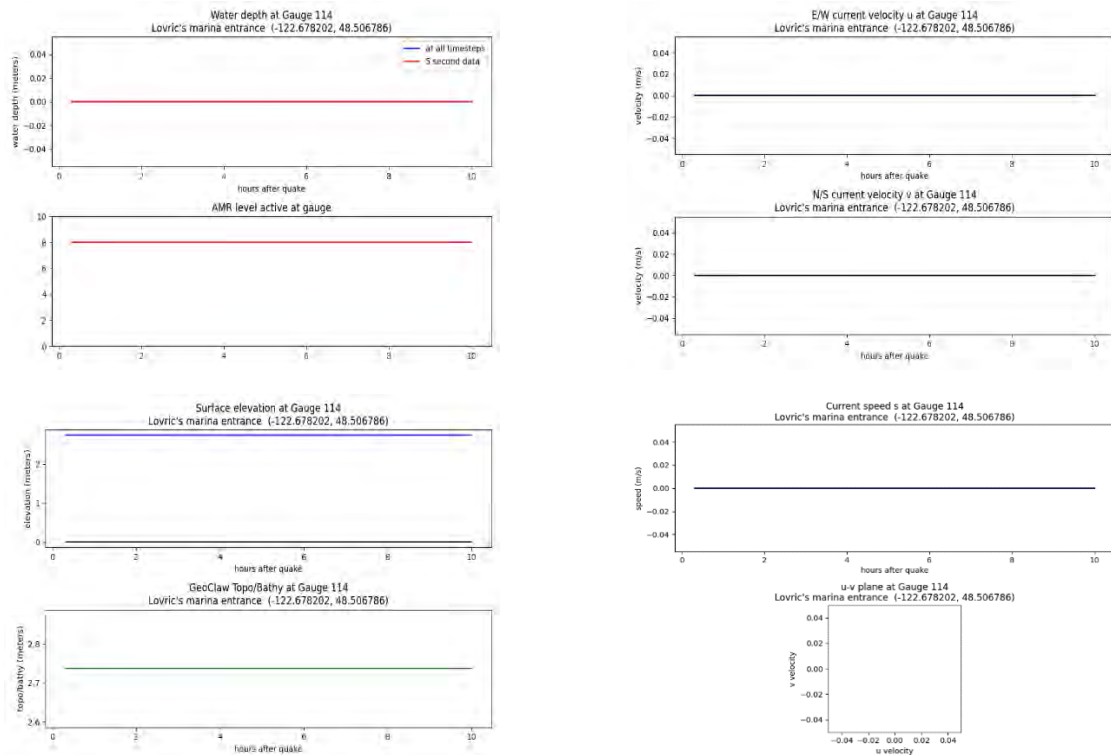 Water depth at Gauge 114
Lovric's marina entrance (-122.678202, 48.506786)
at all timesteps
5 second data
water depth (meters)
0.04
0.02
0.00
−0.02
−0.04
0 2 4 6 8 10
hours after quake
AMR level active at gauge
10
8
6
4
2
0
0 2 4 6 8 10
hours after quake
Surface elevation at Gauge 114
Lovric's marina entrance (-122.678202, 48.506786)
elevation (meters)
2
1
0
0 2 4 6 8 10
hours after quake
GeoClaw Topo/Bathy at Gauge 114
Lovric's marina entrance (-122.678202, 48.506786)
topo/bathy (meters)
2.8
2.7
2.6
0 2 4 6 8 10
hours after quake
E/W current velocity u at Gauge 114
Lovric's marina entrance (-122.678202, 48.506786)
velocity (m/s)
0.04
0.02
0.00
−0.02
−0.04
0 2 4 6 8 10
hours after quake
N/S current velocity v at Gauge 114
Lovric's marina entrance (-122.678202, 48.506786)
velocity (m/s)
0.04
0.02
0.00
−0.02
−0.04
0 2 4 6 8 10
hours after quake
Current speed s at Gauge 114
Lovric's marina entrance (-122.678202, 48.506786)
speed (m/s)
0.04
0.02
0.00
−0.02
−0.04
0 2 4 6 8 10
hours after quake
u-v plane at Gauge 114
Lovric's marina entrance (-122.678202, 48.506786)
v velocity
0.04
0.02
0.00
−0.02
−0.04
−0.04 −0.02 0.00 0.02 0.04
u velocity